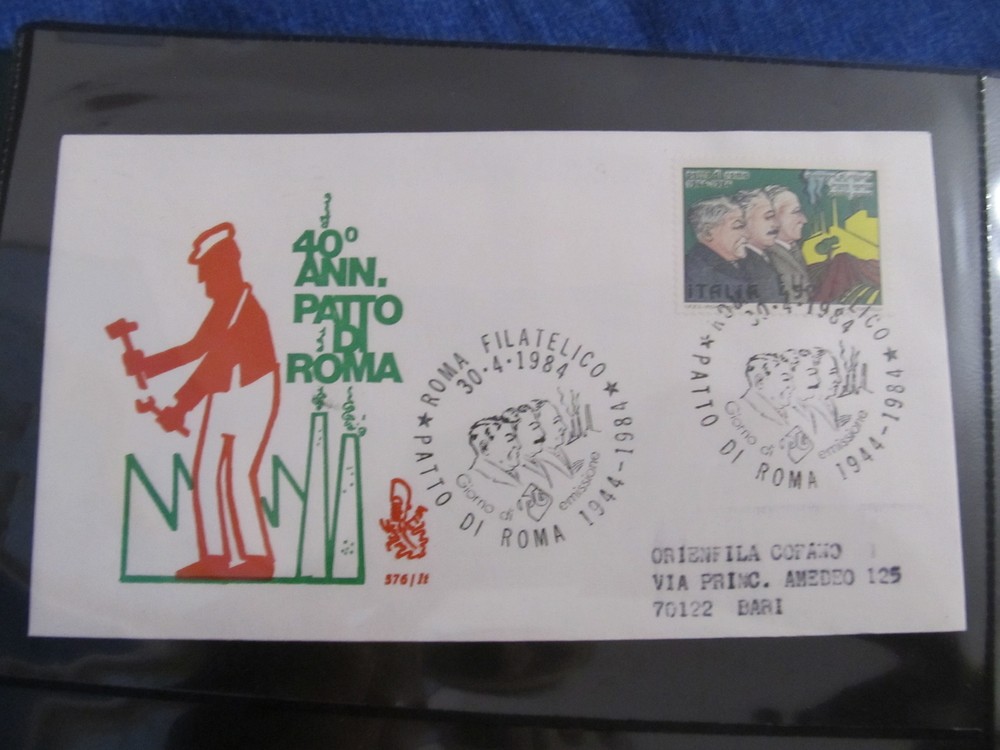 40°
ANN.
PATTO
DI
ROMA
576/It
★ ROMA FILATELICO ★
30·4·1984
Giorno di emissione
PATTO DI ROMA 1944-1984
ITALIA 450
30·4·1984
Giorno di emissione
★ PATTO DI ROMA 1944-1984 ★
ORIENFILA COFANO
VIA PRINC. AMEDEO 125
70122 BARI